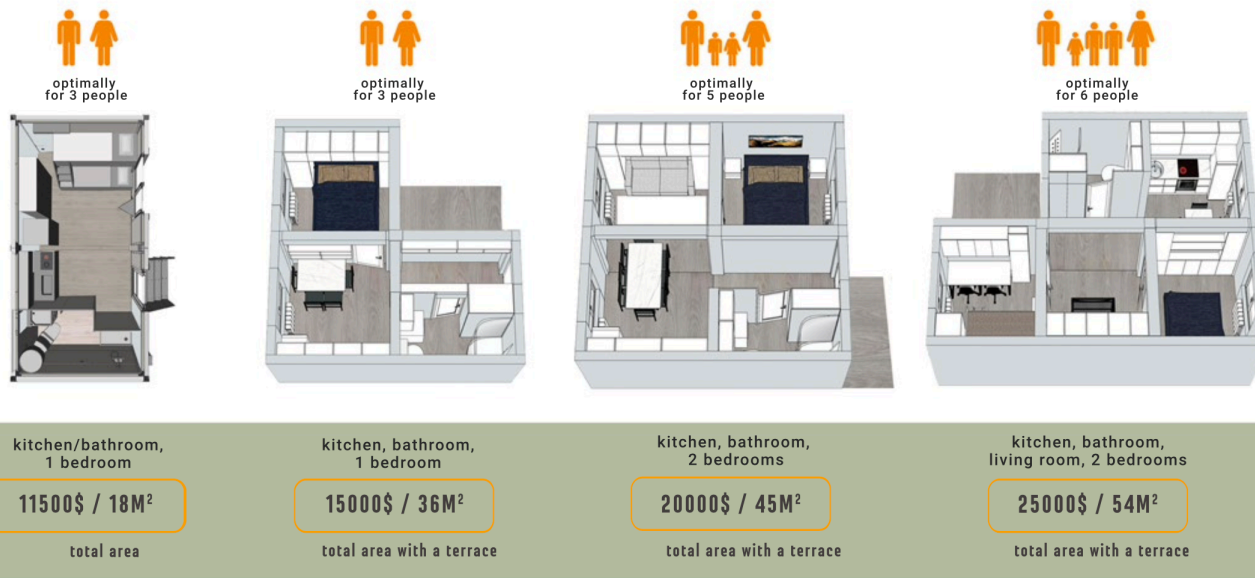 optimally
for 3 people
optimally
for 3 people
optimally
for 5 people
optimally
for 6 people
kitchen/bathroom,
1 bedroom
11500$ / 18M²
total area
kitchen, bathroom,
1 bedroom
15000$ / 36M²
total area with a terrace
kitchen, bathroom,
2 bedrooms
20000$ / 45M²
total area with a terrace
kitchen, bathroom,
living room, 2 bedrooms
25000$ / 54M²
total area with a terrace